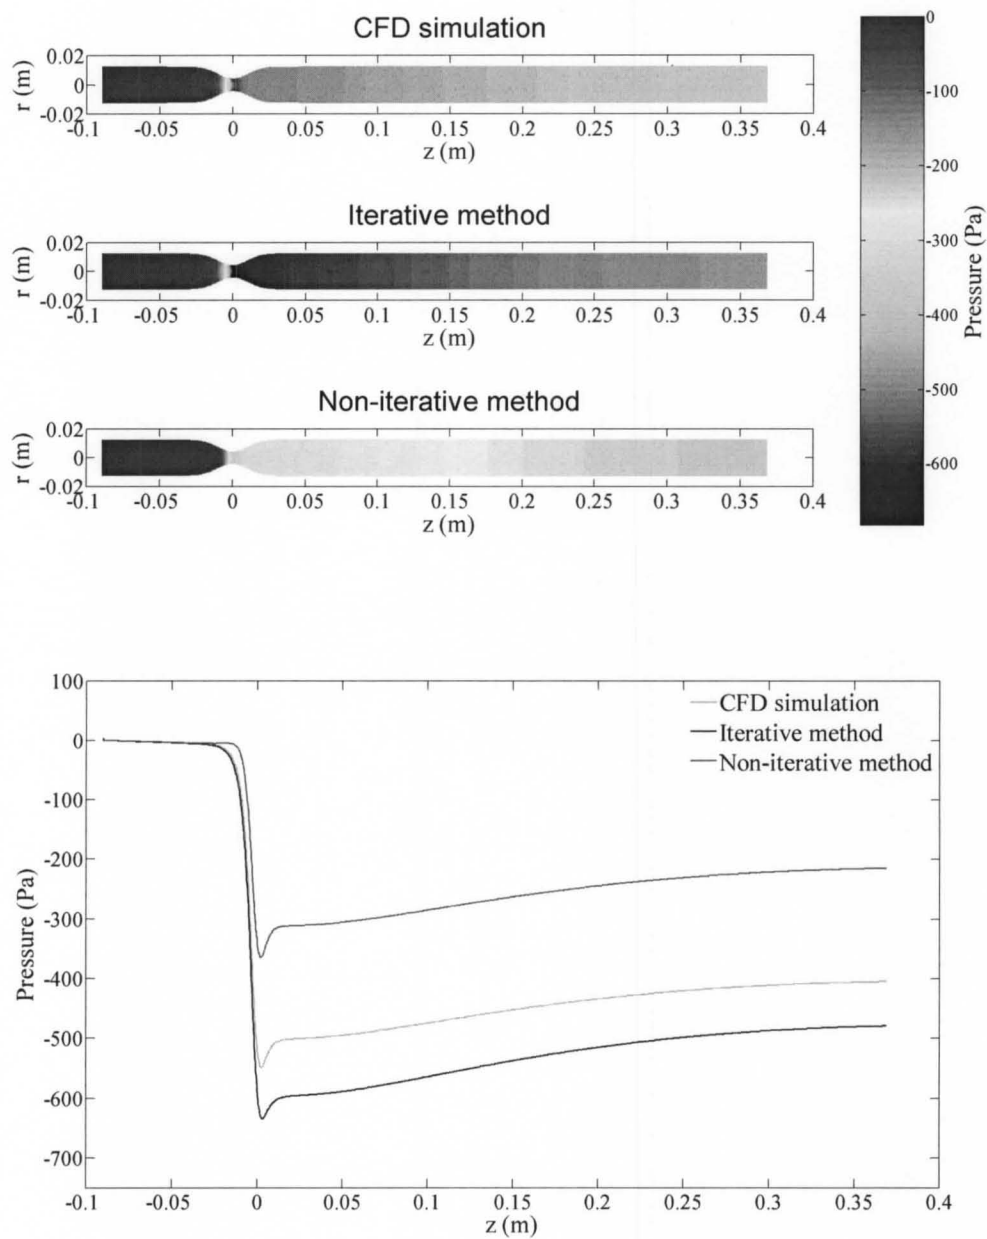 CFD simulation
0.02
0
-0.02
r (m)
-0.1 -0.05 0 0.05 0.1 0.15 0.2 0.25 0.3 0.35 0.4
z (m)
Iterative method
0.02
0
-0.02
r (m)
-0.1 -0.05 0 0.05 0.1 0.15 0.2 0.25 0.3 0.35 0.4
z (m)
Non-iterative method
0.02
0
-0.02
r (m)
-0.1 -0.05 0 0.05 0.1 0.15 0.2 0.25 0.3 0.35 0.4
z (m)
0
-100
-200
-300
-400
-500
-600
Pressure (Pa)
100
0
-100
-200
-300
-400
-500
-600
-700
Pressure (Pa)
CFD simulation
Iterative method
Non-iterative method
-0.1 -0.05 0 0.05 0.1 0.15 0.2 0.25 0.3 0.35 0.4
z (m)